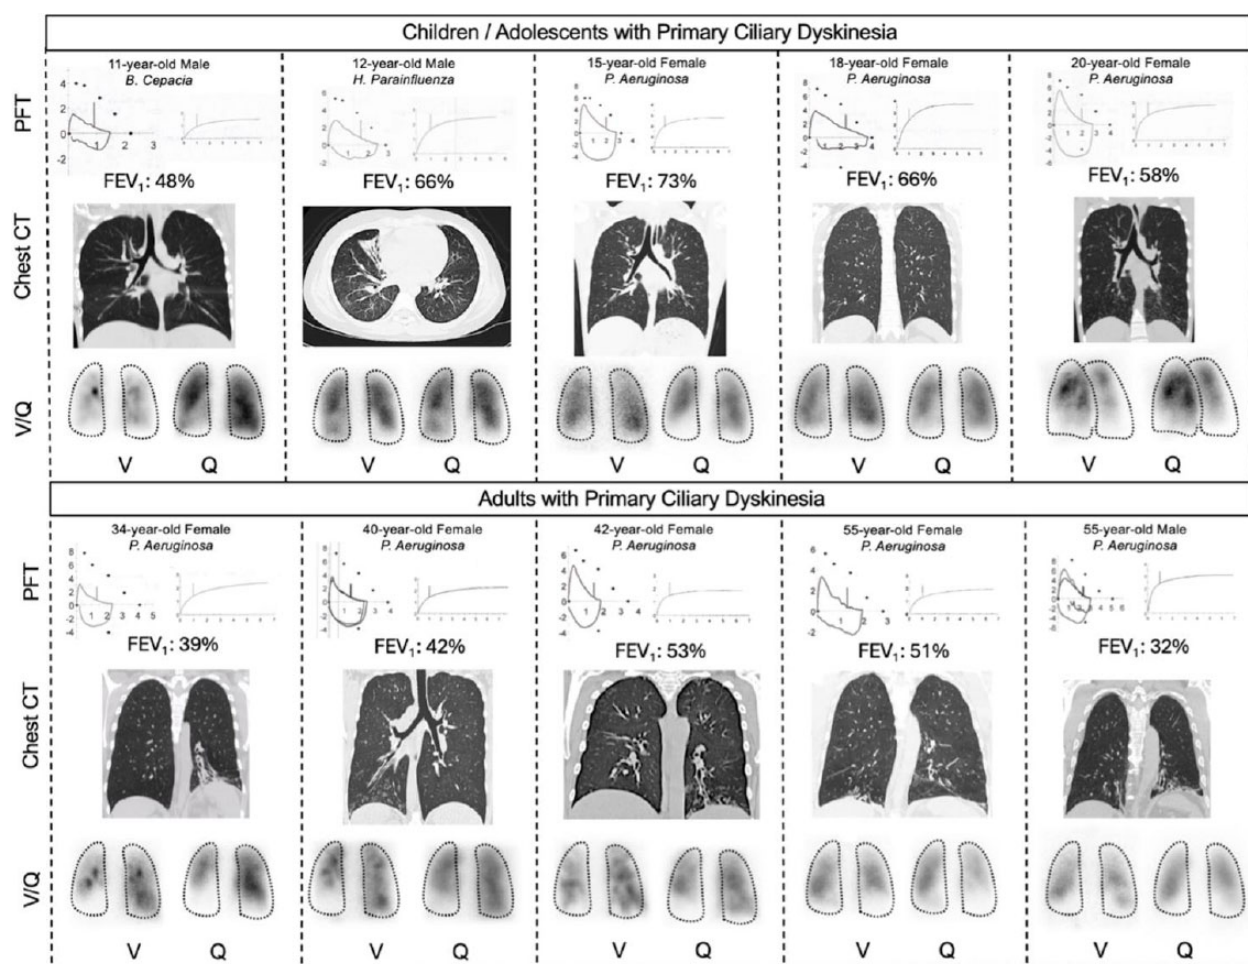 Children / Adolescents with Primary Ciliary Dyskinesia
PFT
11-year-old Male
B. Cepacia
12-year-old Male
H. Parainfluenza
15-year-old Female
P. Aeruginosa
18-year-old Female
P. Aeruginosa
20-year-old Female
P. Aeruginosa
FEV1: 48%
FEV1: 66%
FEV1: 73%
FEV1: 66%
FEV1: 58%
Chest CT
V/Q
V Q
V Q
V Q
V Q
V Q
Adults with Primary Ciliary Dyskinesia
PFT
34-year-old Female
P. Aeruginosa
40-year-old Female
P. Aeruginosa
42-year-old Female
P. Aeruginosa
55-year-old Female
P. Aeruginosa
55-year-old Male
P. Aeruginosa
FEV1: 39%
FEV1: 42%
FEV1: 53%
FEV1: 51%
FEV1: 32%
Chest CT
V/Q
V Q
V Q
V Q
V Q
V Q